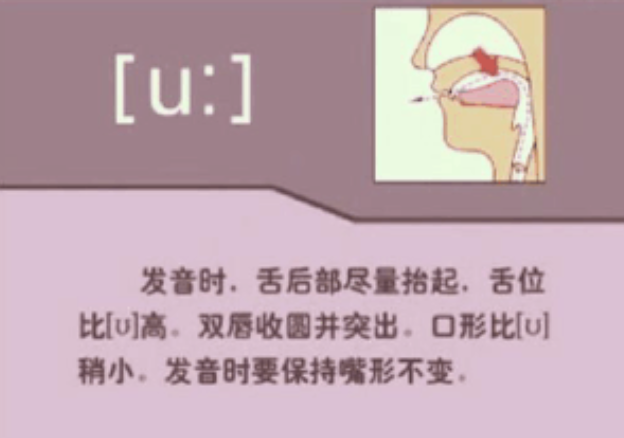 [u:]
发音时．舌后部尽量抬起．舌位
比[ʊ]高。双唇收圆并突出。口形比[ʊ]
稍小。发音时要保持嘴形不变．